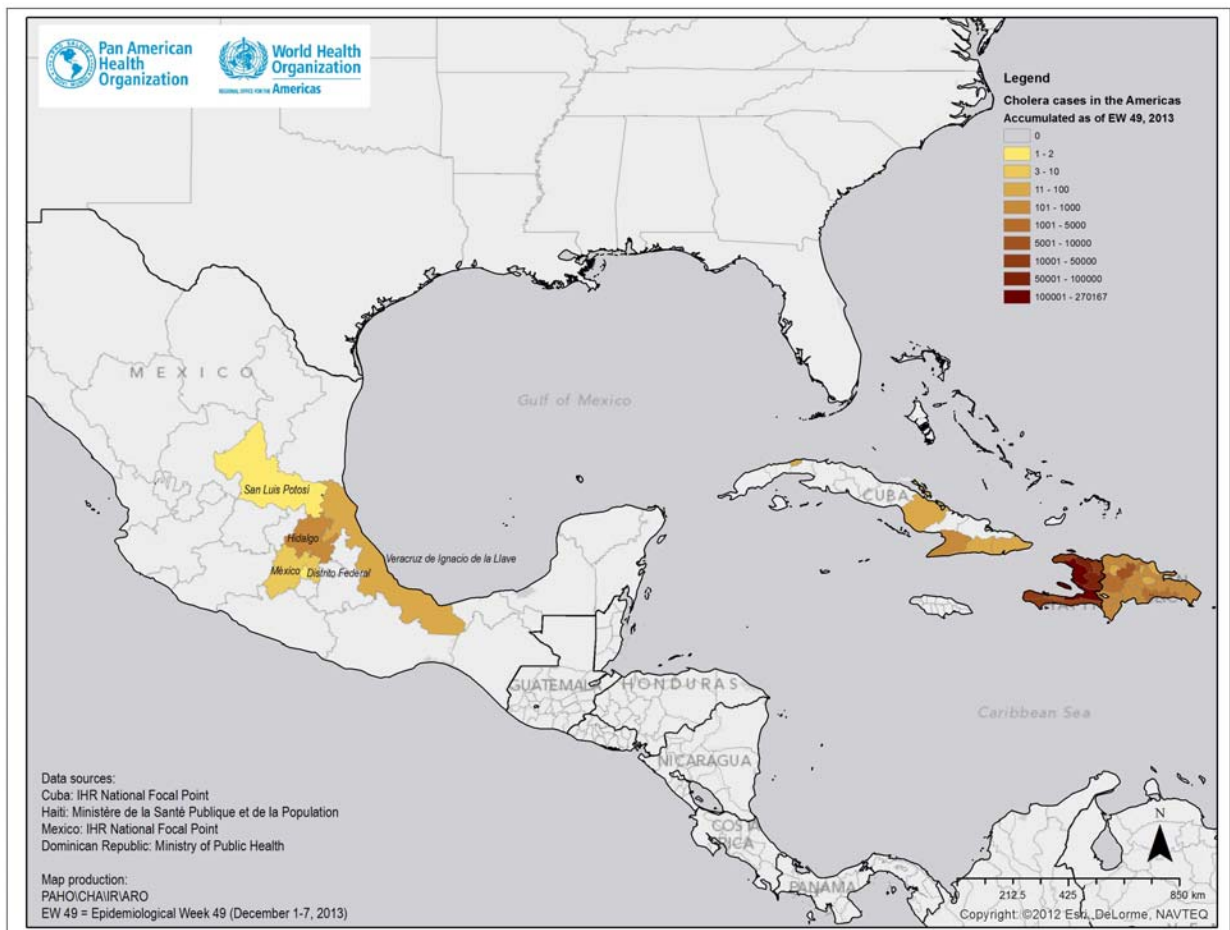 Pan American
Health
Organization
World Health
Organization
REGIONAL OFFICE FOR THE Americas
Legend
Cholera cases in the Americas
Accumulated as of EW 49, 2013
0
1 - 2
3 - 10
11 - 100
101 - 1000
1001 - 5000
5001 - 10000
10001 - 50000
50001 - 100000
100001 - 270167
MEXICO
Gulf of Mexico
San Luis Potosí
CUBA
Hidalgo
Veracruz de Ignacio de la Llave
México
Distrito Federal
GUATEMALA
HONDURAS
Caribbean Sea
NICARAGUA
COSTA
RICA
PANAMA
Data sources:
Cuba: IHR National Focal Point
Haiti: Ministère de la Santé Publique et de la Population
Mexico: IHR National Focal Point
Dominican Republic: Ministry of Public Health
Map production:
PAHO\CHA\IR\ARO
EW 49 = Epidemiological Week 49 (December 1-7, 2013)
N
0 212.5 425 850 km
Copyright: ©2012 Esri, DeLorme, NAVTEQ